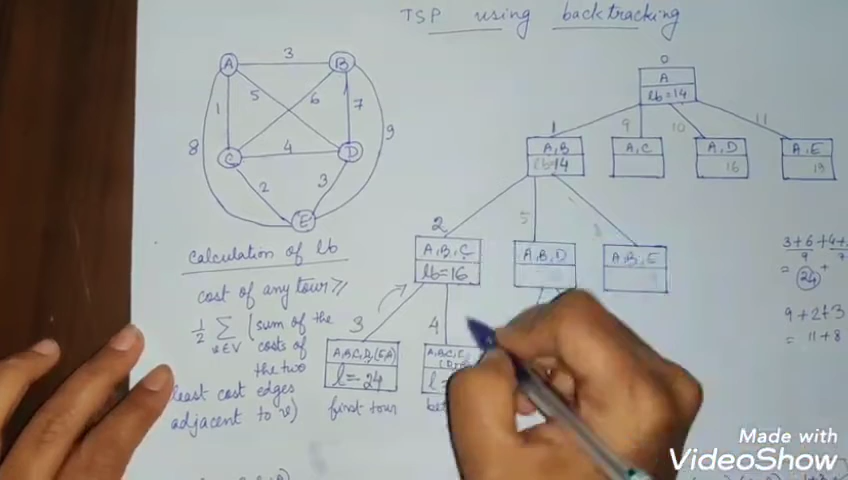 TSP using backtracking
A
3
B
5
6
1
7
8
9
C
4
D
2
3
E
0
A
lb=14
1
9
10
11
A,B
lb=14
A,C
A,D
16
A,E
19
2
5
A,B,C
lb=16
A,B,D
A,B,E
3
4
A,B,C,D,(E,A)
l=24
first tour
A,B,C,E
calculation of lb
cost of any tour ≥
1/2 Σ v∈V (sum of the
costs of
the two
least cost edges
adjacent to v)
3+6
9
= 24 +
9+2+3
= 11+8
Made with
VideoShow